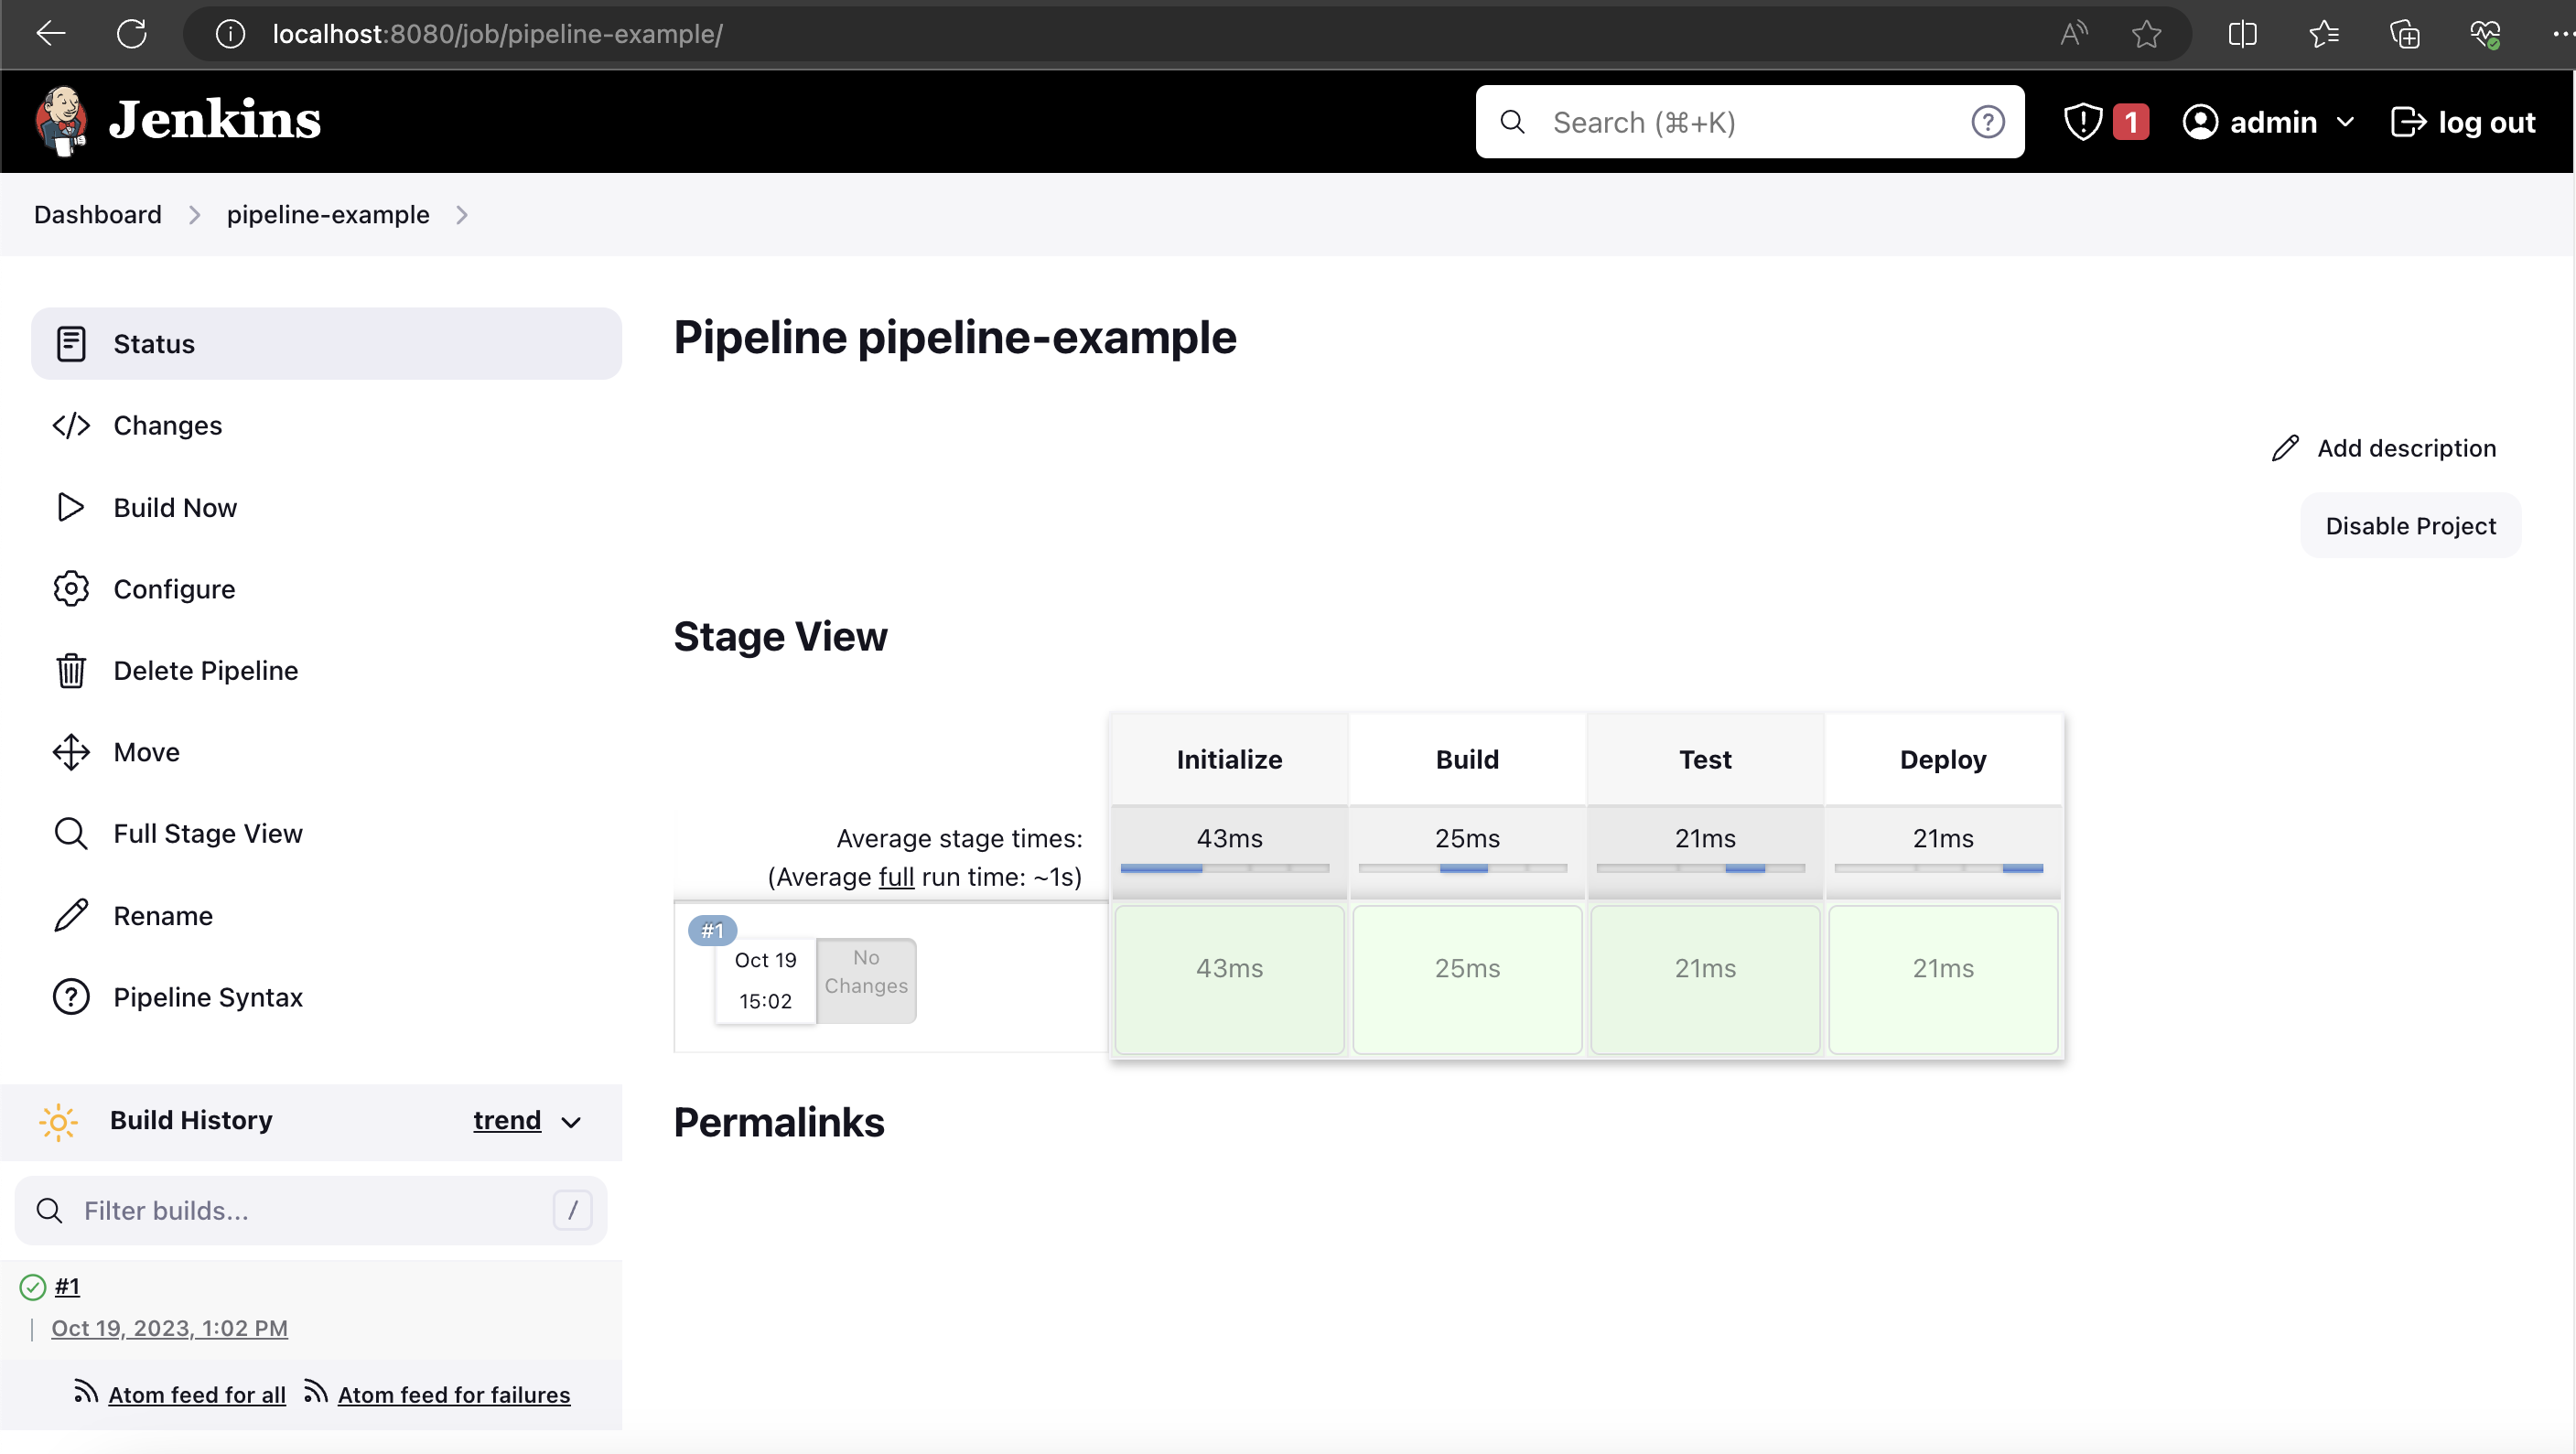 localhost:8080/job/pipeline-example/
Jenkins
Search (⌘+K)
?
1
admin
log out
Dashboard
pipeline-example
Status
Changes
Build Now
Configure
Delete Pipeline
Move
Full Stage View
Rename
Pipeline Syntax
Build History
trend
Filter builds...
/
#1
Oct 19, 2023, 1:02 PM
Atom feed for all
Atom feed for failures
Pipeline pipeline-example
Add description
Disable Project
Stage View
Initialize
Build
Test
Deploy
Average stage times:
(Average full run time: ~1s)
43ms
25ms
21ms
21ms
#1
Oct 19
15:02
No
Changes
43ms
25ms
21ms
21ms
Permalinks